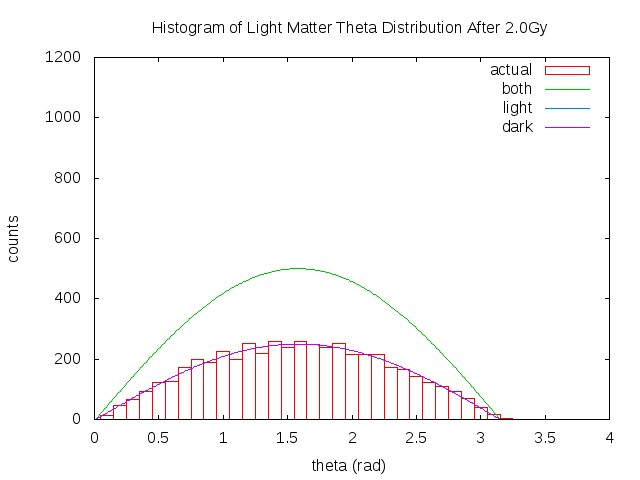 Histogram of Light Matter Theta Distribution After 2.0Gy
1200
1000
800
600
400
200
0
counts
actual
both
light
dark
0 0.5 1 1.5 2 2.5 3 3.5 4
theta (rad)